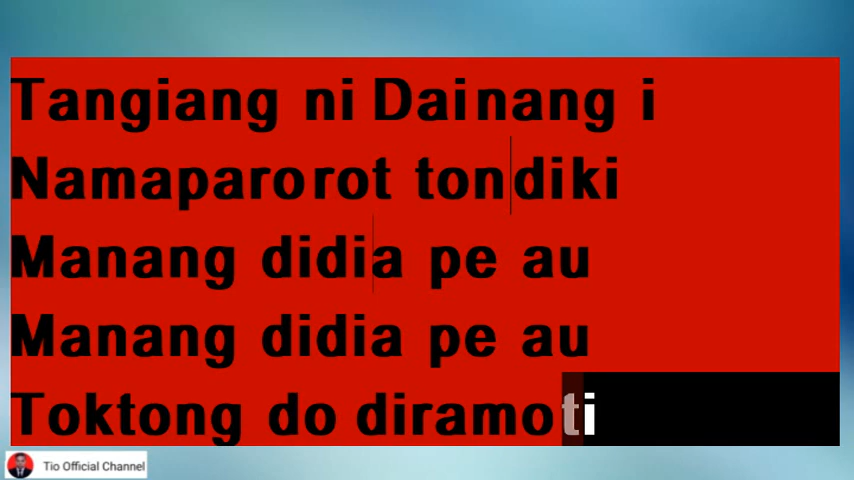 Tangiang ni Dainang i
Namaparorot tondiki
Manang didia pe au
Manang didia pe au
Toktong do diramoti
Tio Official Channel